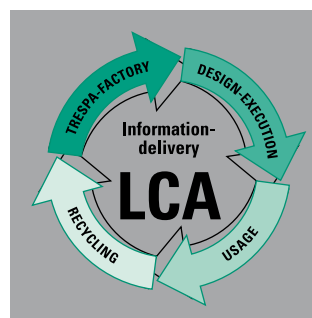 TRESPA-FACTORY
DESIGN-EXECUTION
Information-
delivery
LCA
RECYCLING
USAGE